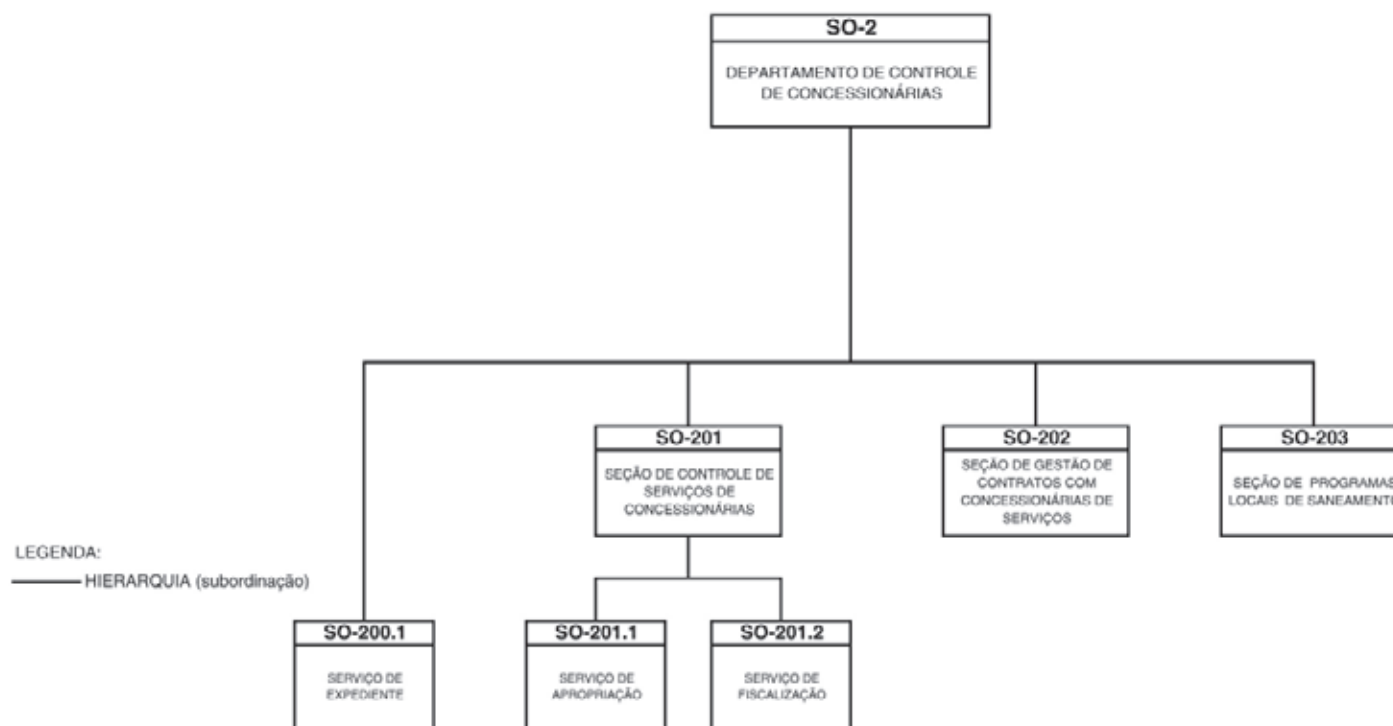 SO-2
DEPARTAMENTO DE CONTROLE
DE CONCESSIONÁRIAS
SO-201
SEÇÃO DE CONTROLE DE
SERVIÇOS DE
CONCESSIONÁRIAS
SO-202
SEÇÃO DE GESTÃO DE
CONTRATOS COM
CONCESSIONÁRIAS DE
SERVIÇOS
SO-203
SEÇÃO DE PROGRAMAS
LOCAIS DE SANEAMENTO
LEGENDA:
HIERARQUIA (subordinação)
SO-200.1
SERVIÇO DE
EXPEDIENTE
SO-201.1
SERVIÇO DE
APROPRIAÇÃO
SO-201.2
SERVIÇO DE
FISCALIZAÇÃO